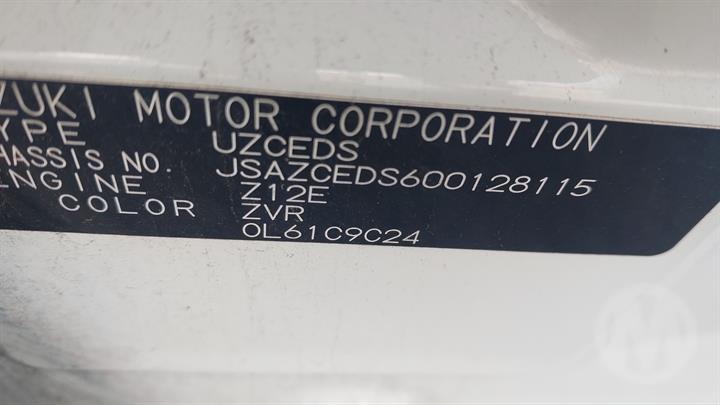 ZUKI MOTOR CORPORATION
YPE UZCEDS
HASSIS NO. JSAZCEDS600128115
NGINE Z12E
COLOR ZVR
0L61C9C24
M